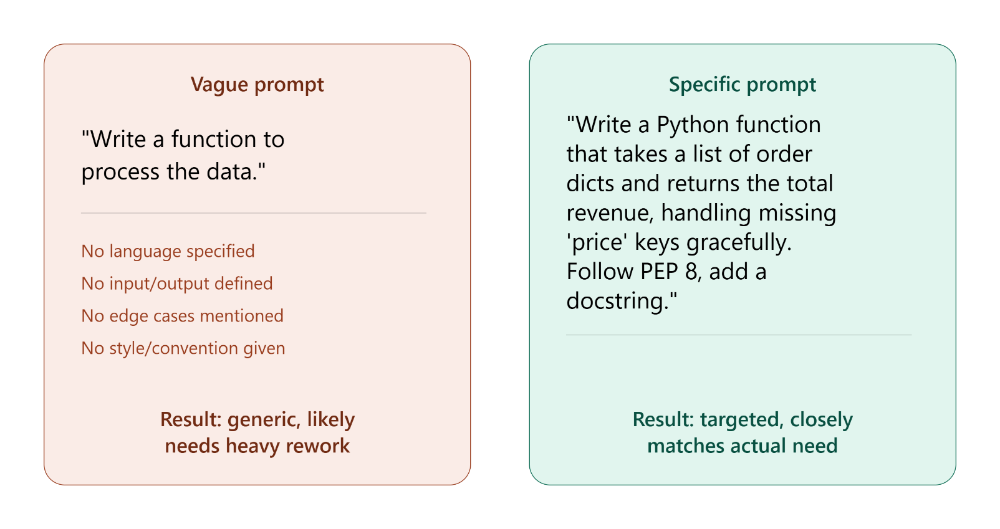 Vague prompt
"Write a function to
process the data."
No language specified
No input/output defined
No edge cases mentioned
No style/convention given
Result: generic, likely
needs heavy rework
Specific prompt
"Write a Python function
that takes a list of order
dicts and returns the total
revenue, handling missing
'price' keys gracefully.
Follow PEP 8, add a
docstring."
Result: targeted, closely
matches actual need